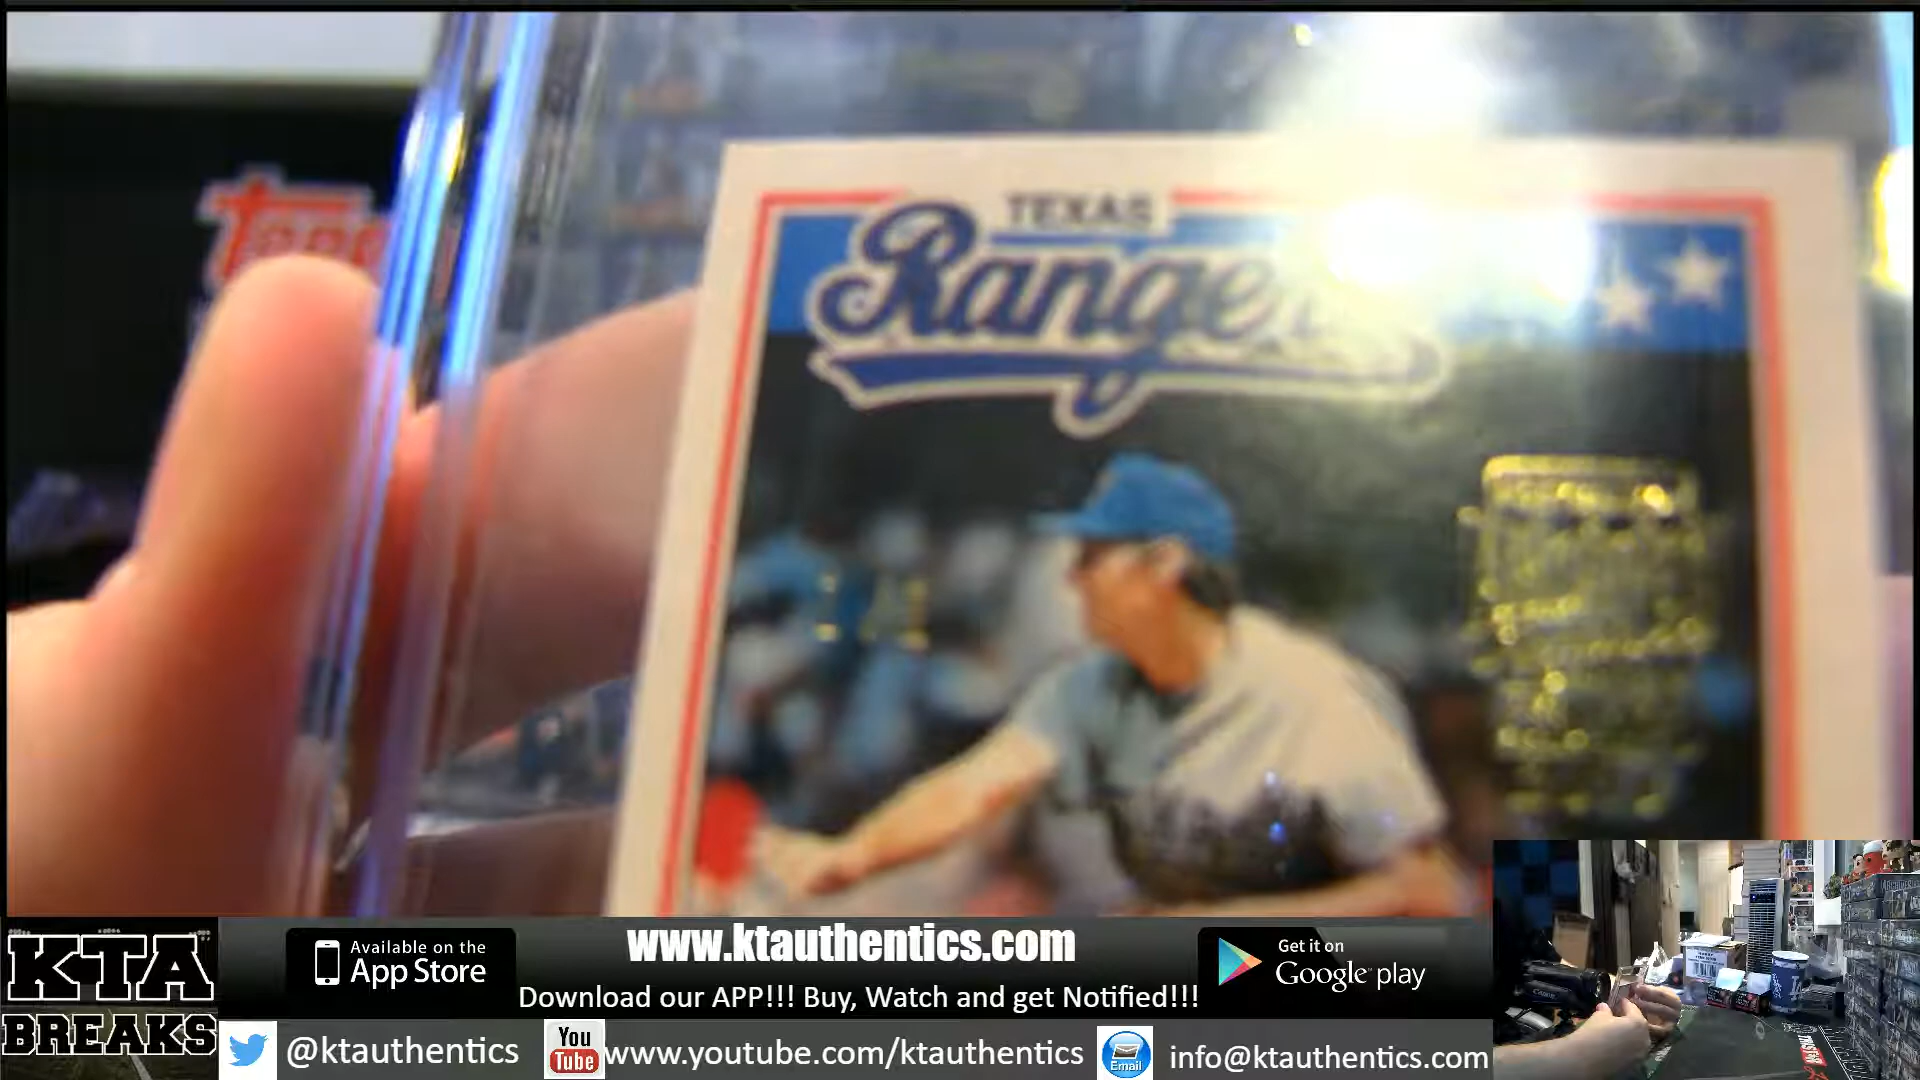 TEXAS
Range
www.ktauthentics.com
Available on the
App Store
Get it on
Google play
Download our APP!!! Buy, Watch and get Notified!!!
KTA
BREAKS
@ktauthentics
You
Tube
www.youtube.com/ktauthentics
Email
info@ktauthentics.com